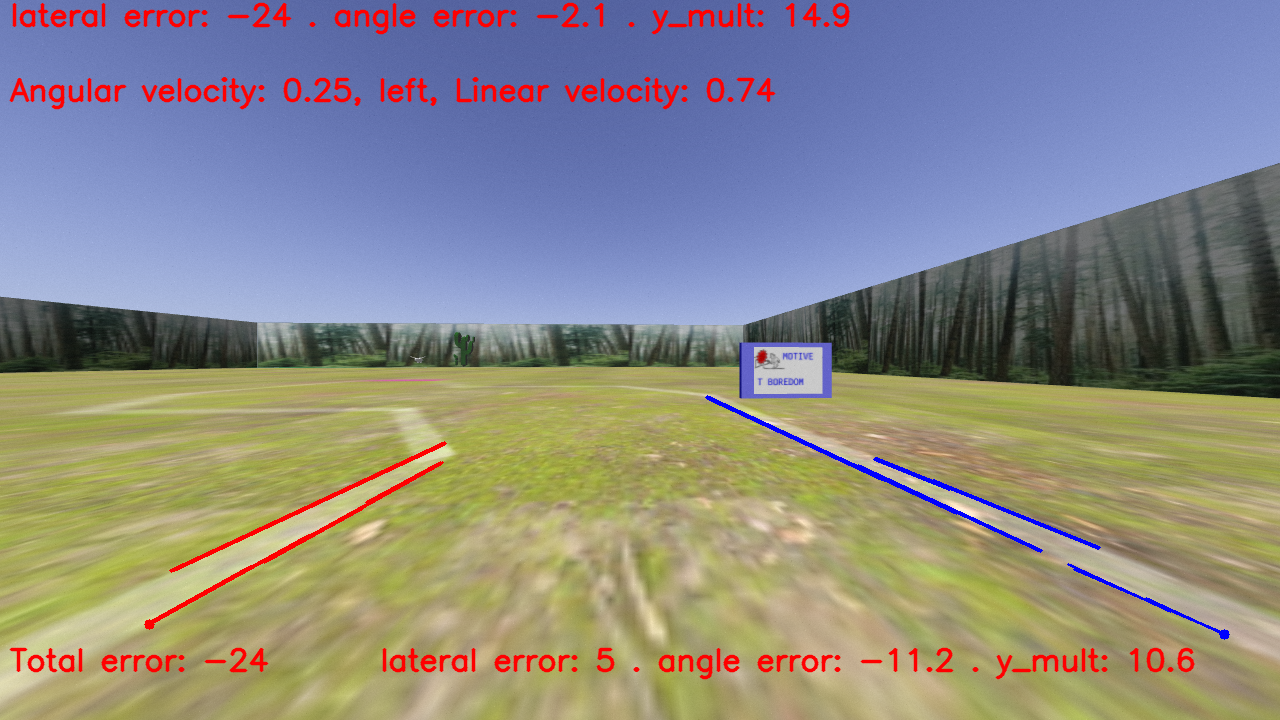 lateral error: −24 . angle error: −2.1 . y_mult: 14.9
Angular velocity: 0.25, left, Linear velocity: 0.74
MOTIVE
T BOREDOM
Total error: −24
lateral error: 5 . angle error: −11.2 . y_mult: 10.6